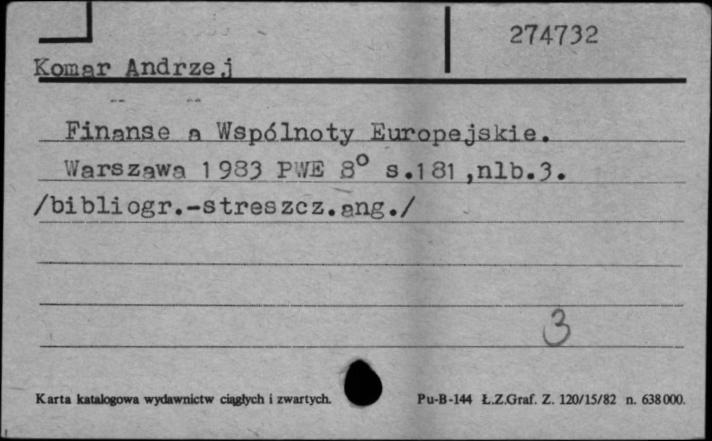 274732
Komar Andrzej
Finanse a Wspólnoty Europejskie.
Warszawa 1983 PWE 8° s.181,nlb.3.
/bibliogr.-streszcz.ang./
3
Karta katalogowa wydawnictw ciągłych i zwartych.
Pu-B-144 Ł.Z.Graf. Z. 120/15/82 n. 638000.